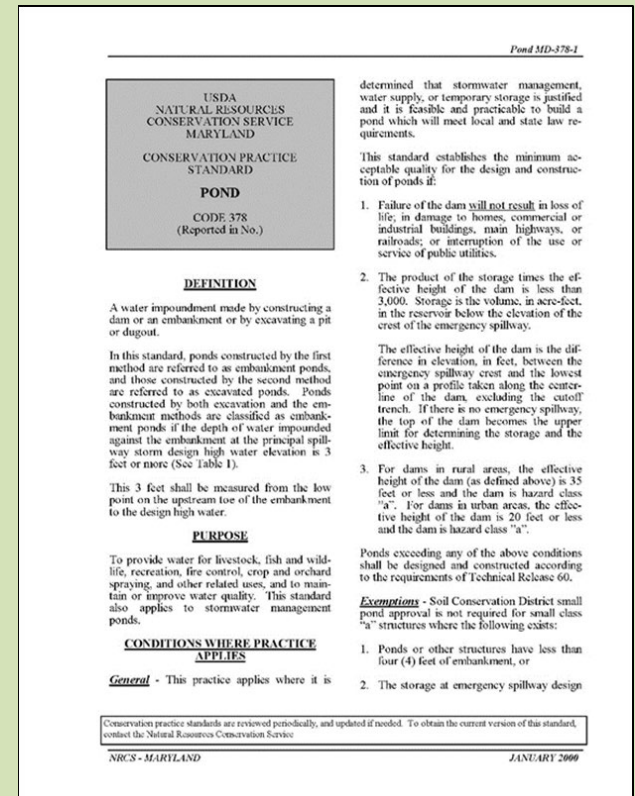 Pond MD-378-1
USDA
NATURAL RESOURCES
CONSERVATION SERVICE
MARYLAND
CONSERVATION PRACTICE
STANDARD
POND
CODE 378
(Reported in No.)
DEFINITION
A water impoundment made by constructing a
dam or an embankment or by excavating a pit
or dugout.
In this standard, ponds constructed by the first
method are referred to as embankment ponds,
and those constructed by the second method
are referred to as excavated ponds. Ponds
constructed by both excavation and the em-
bankment methods are classified as embank-
ment ponds if the depth of water impounded
against the embankment at the principal spill-
way storm design high water elevation is 3
feet or more (See Table 1).
This 3 feet shall be measured from the low
point on the upstream toe of the embankment
to the design high water.
PURPOSE
To provide water for livestock, fish and wild-
life, recreation, fire control, crop and orchard
spraying, and other related uses, and to main-
tain or improve water quality. This standard
also applies to stormwater management
ponds.
CONDITIONS WHERE PRACTICE
APPLIES
General - This practice applies where it is
determined that stormwater management,
water supply, or temporary storage is justified
and it is feasible and practicable to build a
pond which will meet local and state law re-
quirements.
This standard establishes the minimum ac-
ceptable quality for the design and construc-
tion of ponds if:
1. Failure of the dam will not result in loss of
life; in damage to homes, commercial or
industrial buildings, main highways, or
railroads; or interruption of the use or
service of public utilities.
2. The product of the storage times the ef-
fective height of the dam is less than
3,000. Storage is the volume, in acre-feet,
in the reservoir below the elevation of the
crest of the emergency spillway.
The effective height of the dam is the dif-
ference in elevation, in feet, between the
emergency spillway crest and the lowest
point on a profile taken along the center-
line of the dam, excluding the cutoff
trench. If there is no emergency spillway,
the top of the dam becomes the upper
limit for determining the storage and the
effective height.
3. For dams in rural areas, the effective
height of the dam (as defined above) is 35
feet or less and the dam is hazard class
"a". For dams in urban areas, the effec-
tive height of the dam is 20 feet or less
and the dam is hazard class "a".
Ponds exceeding any of the above conditions
shall be designed and constructed according
to the requirements of Technical Release 60.
Exemptions - Soil Conservation District small
pond approval is not required for small class
"a" structures where the following exists:
1. Ponds or other structures have less than
four (4) feet of embankment, or
2. The storage at emergency spillway design
Conservation practice standards are reviewed periodically, and updated if needed. To obtain the current version of this standard,
contact the Natural Resources Conservation Service
NRCS - MARYLAND
JANUARY 2000